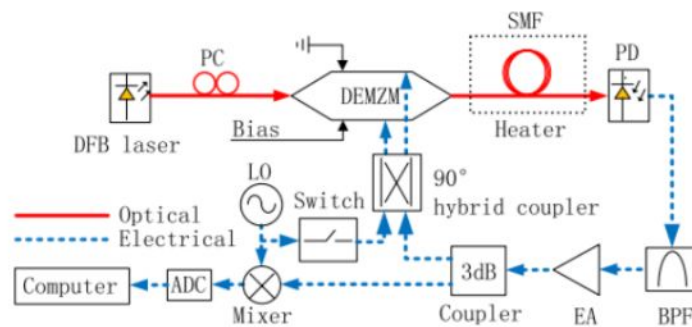 SMF
PC
PD
DEMZM
Bias
DFB laser
Heater
LO
90°
hybrid coupler
Switch
Optical
Electrical
3dB
Computer
ADC
Mixer
Coupler
EA
BPF